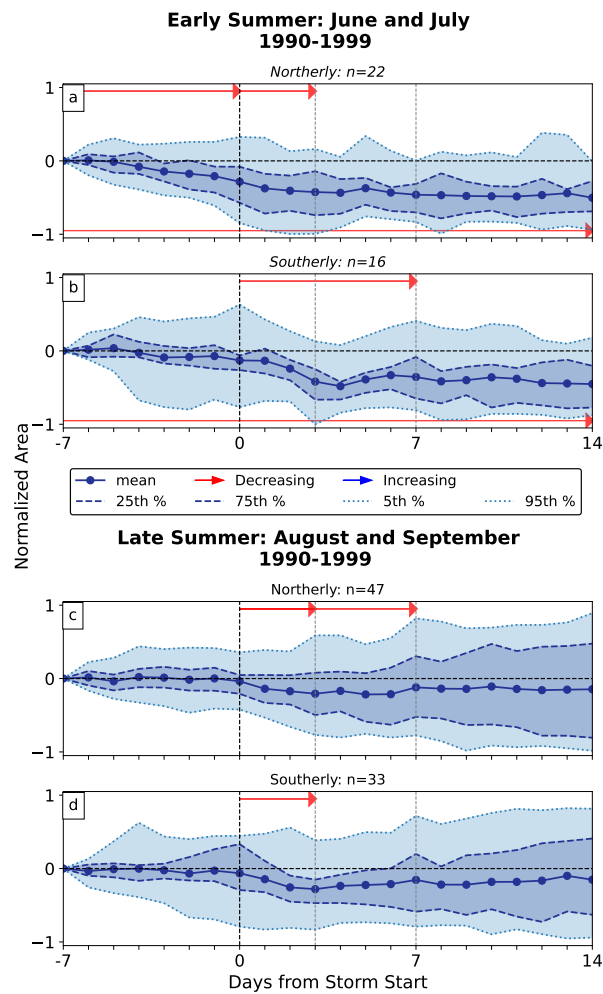 Early Summer: June and July
1990-1999
Northerly: n=22
a
1
0
−1
Southerly: n=16
b
1
0
−1
-7
0
7
14
Normalized Area
mean
Decreasing
Increasing
25th %
75th %
5th %
95th %
Late Summer: August and September
1990-1999
Northerly: n=47
c
1
0
−1
Southerly: n=33
d
1
0
−1
-7
0
7
14
Days from Storm Start